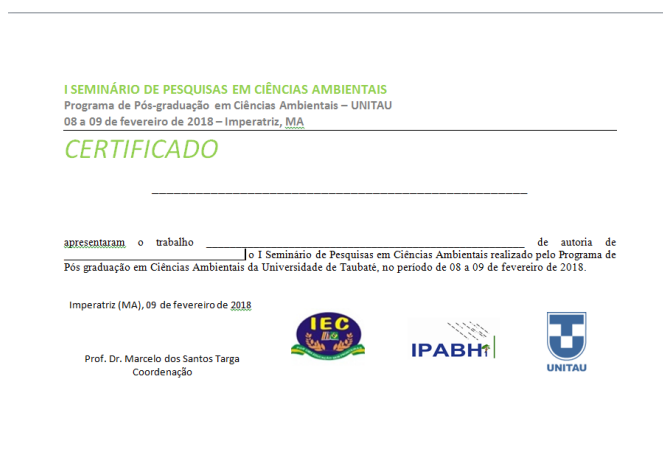 I SEMINÁRIO DE PESQUISAS EM CIÊNCIAS AMBIENTAIS
Programa de Pós-graduação em Ciências Ambientais – UNITAU
08 a 09 de fevereiro de 2018 – Imperatriz, MA
CERTIFICADO
apresentaram o trabalho ______ de autoria de
______ o I Seminário de Pesquisas em Ciências Ambientais realizado pelo Programa de
Pós graduação em Ciências Ambientais da Universidade de Taubaté, no período de 08 a 09 de fevereiro de 2018.
Imperatriz (MA), 09 de fevereiro de 2018
Prof. Dr. Marcelo dos Santos Targa
Coordenação
IEC
IPABHi
UNITAU